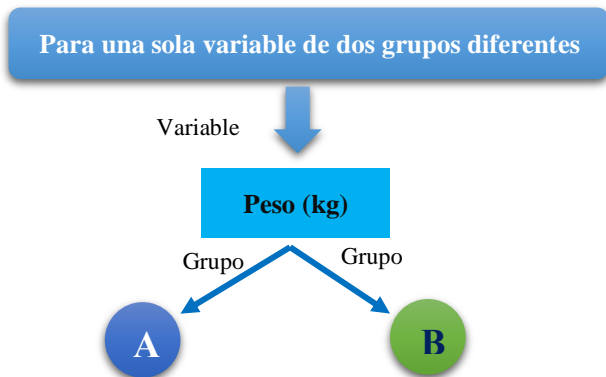 Para una sola variable de dos grupos diferentes
Variable
Peso (kg)
Grupo
Grupo
A
B